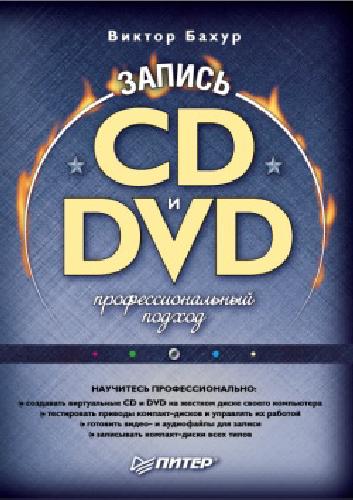 Виктор Бахур
ЗАПИСЬ
CD
и
DVD
профессиональный
подход
НАУЧИТЕСЬ ПРОФЕССИОНАЛЬНО:
создавать виртуальные CD и DVD на жестком диске своего компьютера
тестировать приводы компакт-дисков и управлять их работой
готовить видео- и аудиофайлы для записи
записывать компакт-диски всех типов
ПИТЕР